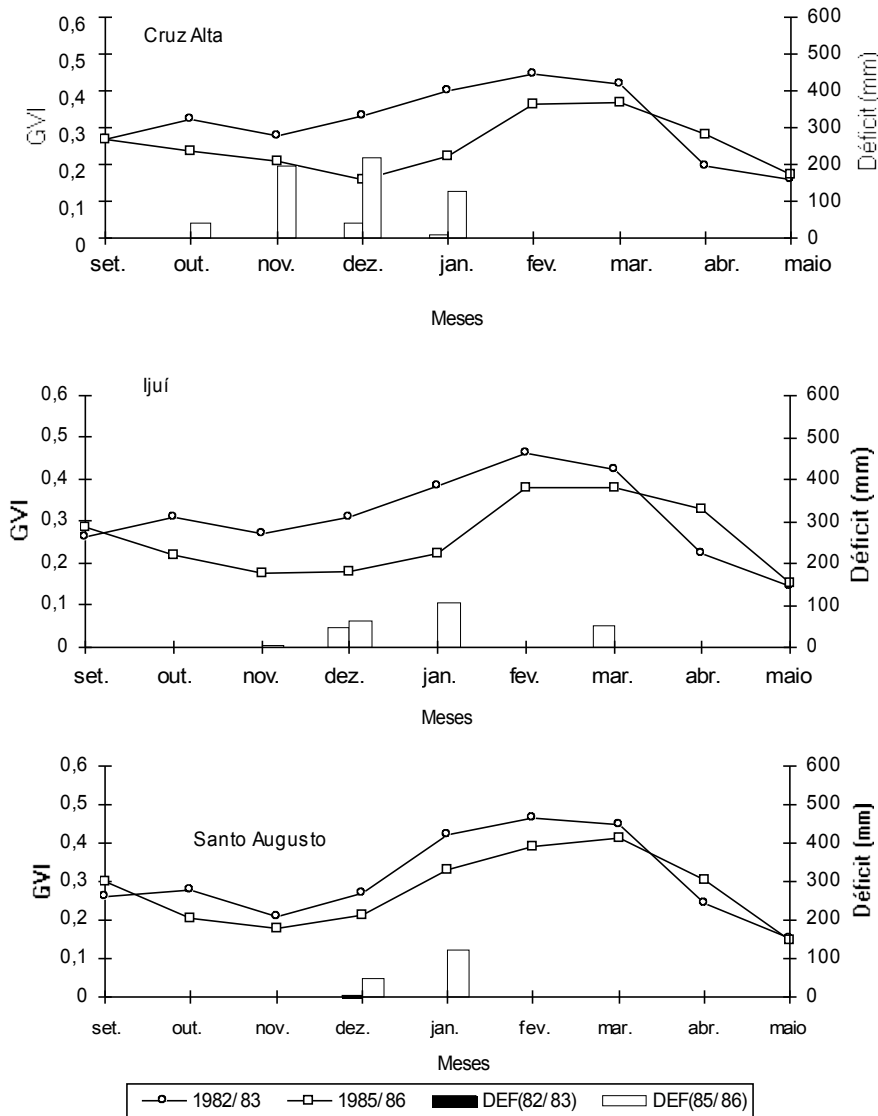 Cruz Alta
GVI
0,6
0,5
0,4
0,3
0,2
0,1
0
600
500
400
300
200
100
0
Déficit (mm)
set. out. nov. dez. jan. fev. mar. abr. maio
Meses
Ijuí
GVI
0,6
0,5
0,4
0,3
0,2
0,1
0
600
500
400
300
200
100
0
Déficit (mm)
set. out. nov. dez. jan. fev. mar. abr. maio
Meses
Santo Augusto
GVI
0,6
0,5
0,4
0,3
0,2
0,1
0
600
500
400
300
200
100
0
Déficit (mm)
set. out. nov. dez. jan. fev. mar. abr. maio
Meses
1982/83 1985/86 DEF(82/83) DEF(85/86)